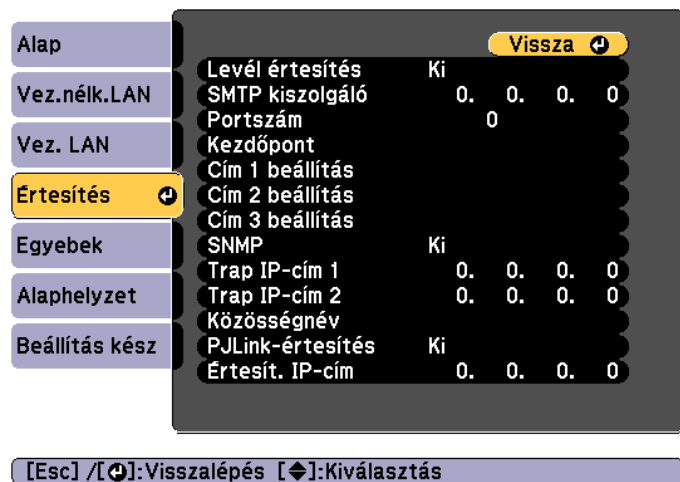 Alap
Vez.nélk.LAN
Vez. LAN
Értesítés
Egyebek
Alaphelyzet
Beállítás kész
Vissza
Levél értesítés Ki
SMTP kiszolgáló 0. 0. 0. 0
Portszám 0
Kezdőpont
Cím 1 beállítás
Cím 2 beállítás
Cím 3 beállítás
SNMP Ki
Trap IP-cím 1 0. 0. 0. 0
Trap IP-cím 2 0. 0. 0. 0
Közösségnév
PJLink-értesítés Ki
Értesít. IP-cím 0. 0. 0. 0
[Esc] /[⏎]:Visszalépés [◆]:Kiválasztás